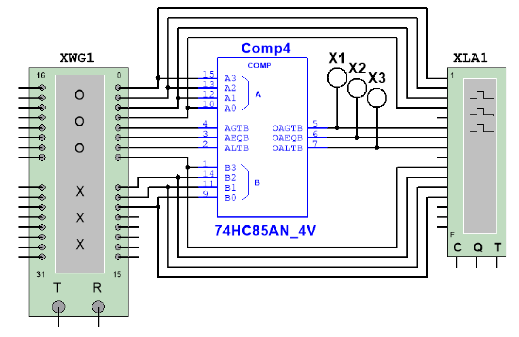 XWG1
Comp4
XLA1
X1
X2
X3
16 0
COMP
1
O
O
O
X
X
X
15 A3
13 A2
12 A1
10 A0
A
4 AGTB OAGTB 5
3 AEQB OAEQB 6
2 ALTB OALTB 7
1 B3
14 B2
11 B1
9 B0
B
74HC85AN_4V
F
C Q T
31 15
T R